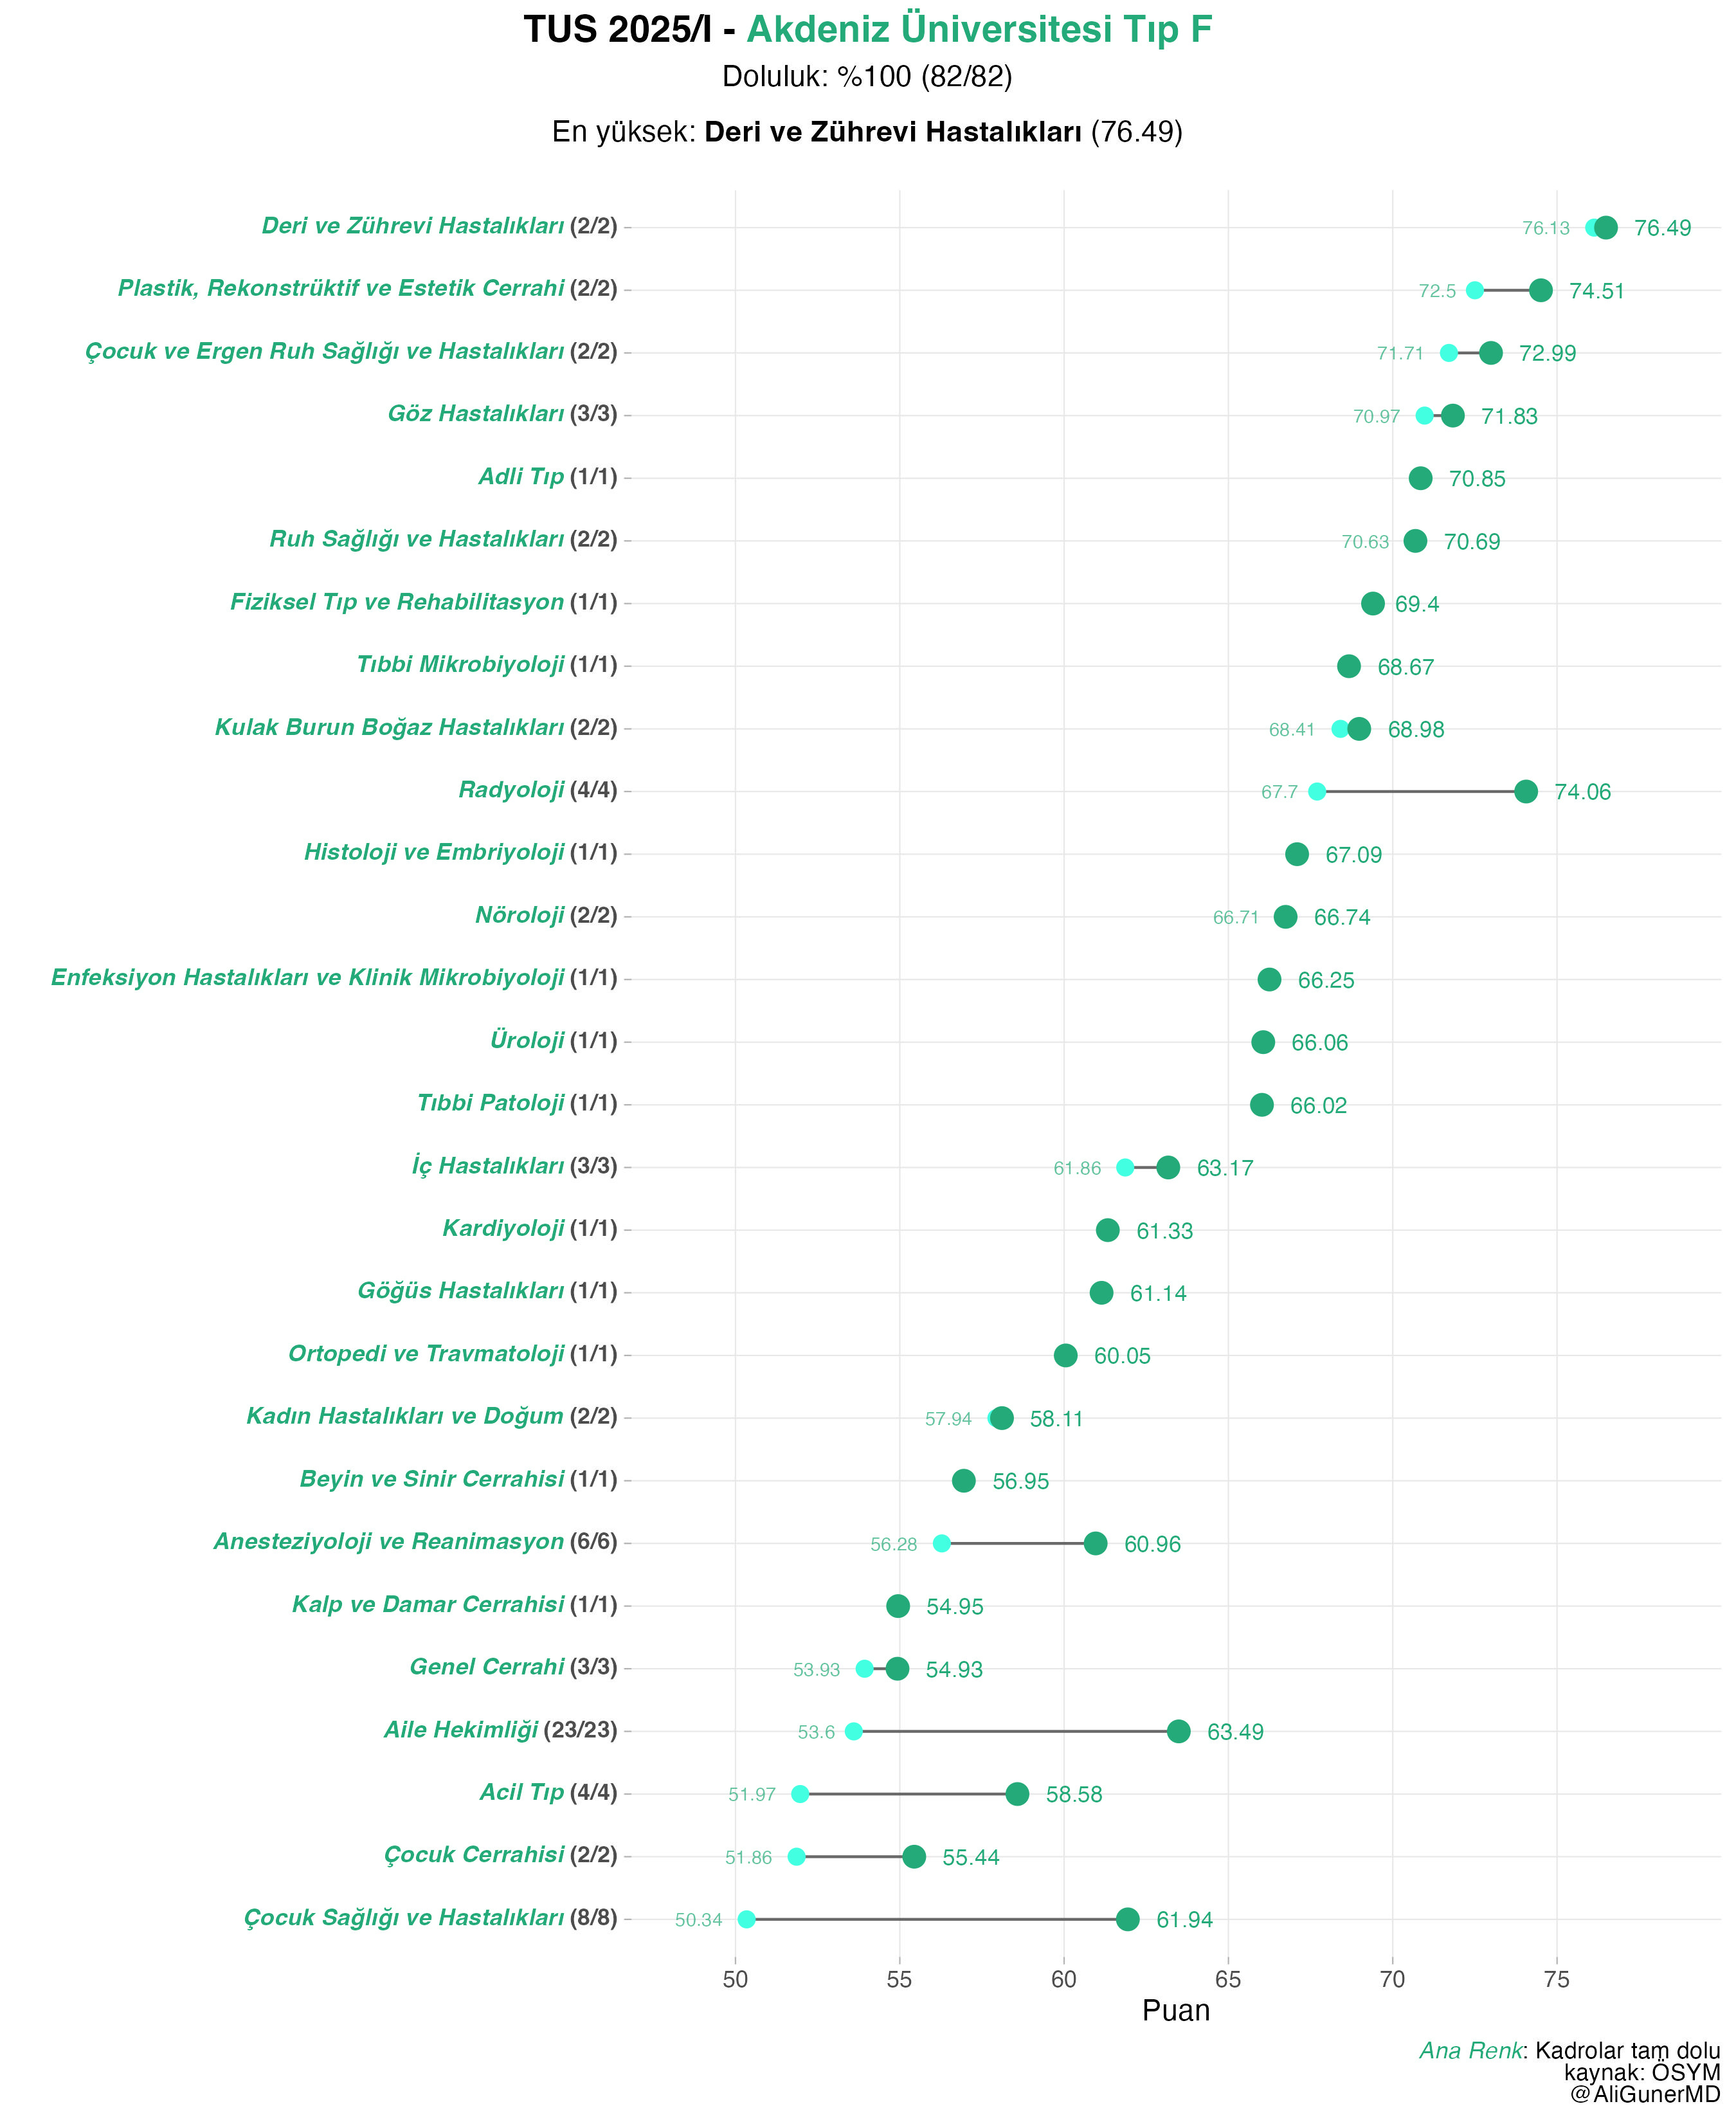 TUS 2025/I - Akdeniz Üniversitesi Tıp F
Doluluk: %100 (82/82)
En yüksek: Deri ve Zührevi Hastalıkları (76.49)
Deri ve Zührevi Hastalıkları (2/2) 76.13 76.49
Plastik, Rekonstrüktif ve Estetik Cerrahi (2/2) 72.5 74.51
Çocuk ve Ergen Ruh Sağlığı ve Hastalıkları (2/2) 71.71 72.99
Göz Hastalıkları (3/3) 70.97 71.83
Adli Tıp (1/1) 70.85
Ruh Sağlığı ve Hastalıkları (2/2) 70.63 70.69
Fiziksel Tıp ve Rehabilitasyon (1/1) 69.4
Tıbbi Mikrobiyoloji (1/1) 68.67
Kulak Burun Boğaz Hastalıkları (2/2) 68.41 68.98
Radyoloji (4/4) 67.7 74.06
Histoloji ve Embriyoloji (1/1) 67.09
Nöroloji (2/2) 66.71 66.74
Enfeksiyon Hastalıkları ve Klinik Mikrobiyoloji (1/1) 66.25
Üroloji (1/1) 66.06
Tıbbi Patoloji (1/1) 66.02
İç Hastalıkları (3/3) 61.86 63.17
Kardiyoloji (1/1) 61.33
Göğüs Hastalıkları (1/1) 61.14
Ortopedi ve Travmatoloji (1/1) 60.05
Kadın Hastalıkları ve Doğum (2/2) 57.94 58.11
Beyin ve Sinir Cerrahisi (1/1) 56.95
Anesteziyoloji ve Reanimasyon (6/6) 56.28 60.96
Kalp ve Damar Cerrahisi (1/1) 54.95
Genel Cerrahi (3/3) 53.93 54.93
Aile Hekimliği (23/23) 53.6 63.49
Acil Tıp (4/4) 51.97 58.58
Çocuk Cerrahisi (2/2) 51.86 55.44
Çocuk Sağlığı ve Hastalıkları (8/8) 50.34 61.94
50 55 60 65 70 75
Puan
Ana Renk: Kadrolar tam dolu
kaynak: ÖSYM
@AliGunerMD